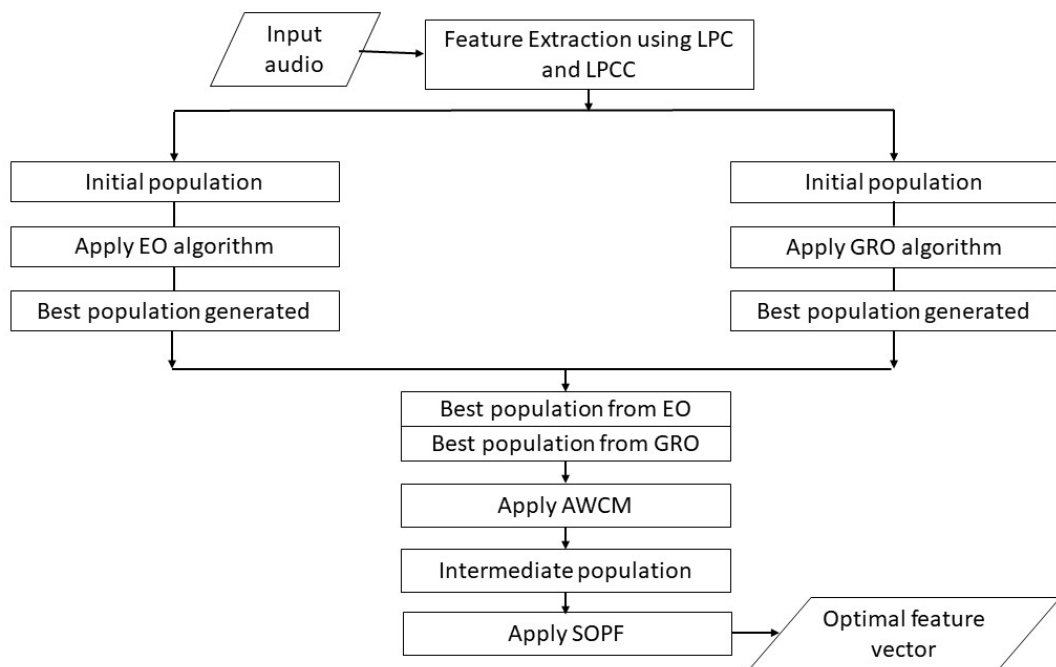 Input
audio
Feature Extraction using LPC
and LPCC
Initial population
Initial population
Apply EO algorithm
Apply GRO algorithm
Best population generated
Best population generated
Best population from EO
Best population from GRO
Apply AWCM
Intermediate population
Apply SOPF
Optimal feature
vector